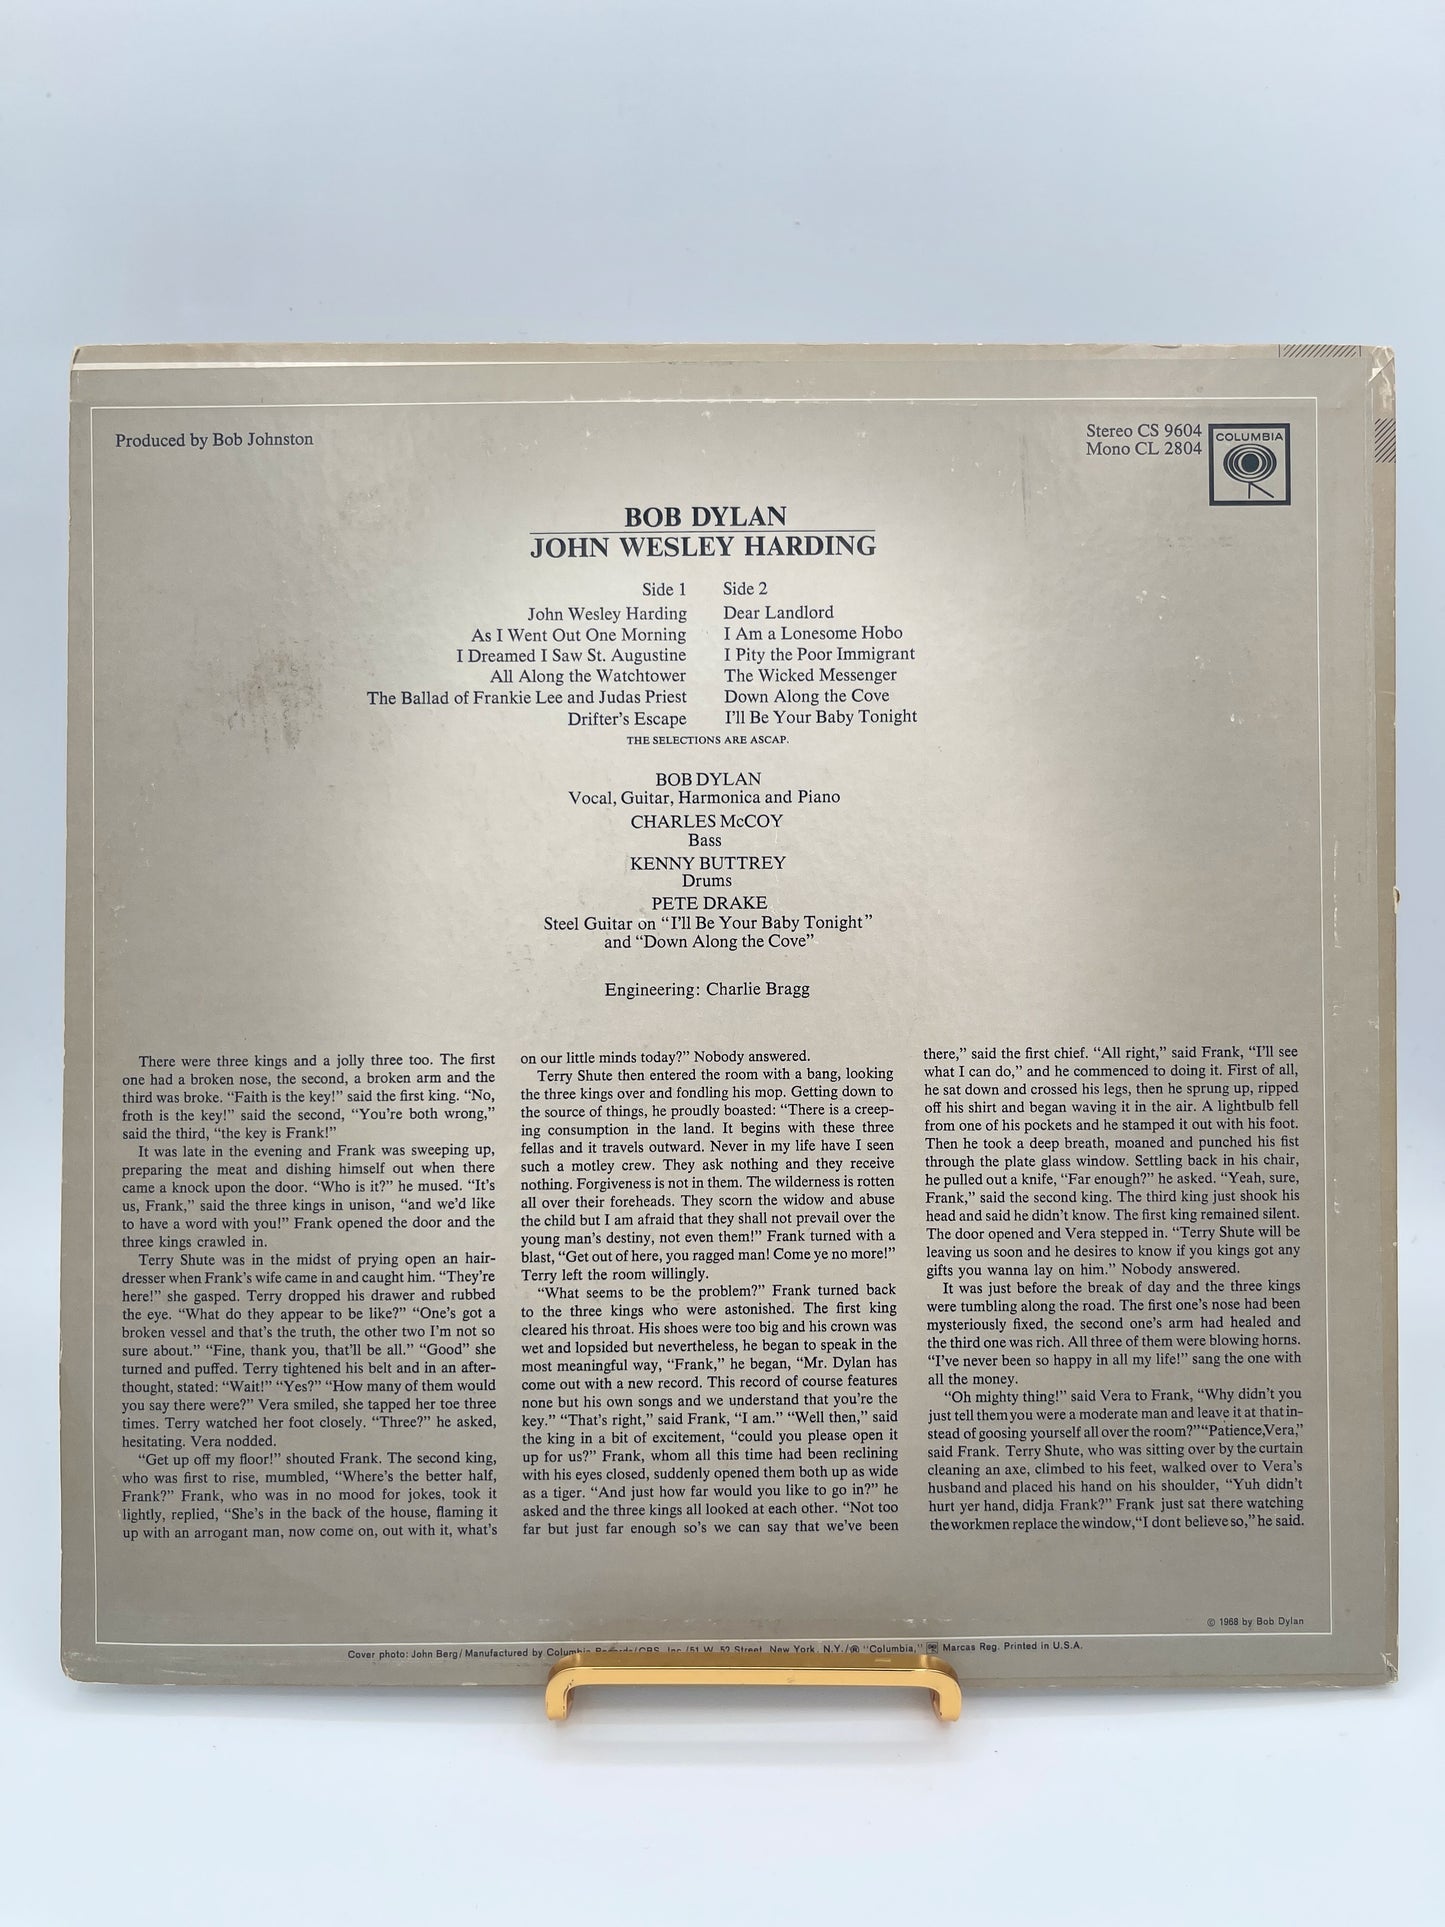 Produced by Bob Johnston
Stereo CS 9604
Mono CL 2804
COLUMBIA
BOB DYLAN
JOHN WESLEY HARDING
Side 1
John Wesley Harding
As I Went Out One Morning
I Dreamed I Saw St. Augustine
All Along the Watchtower
The Ballad of Frankie Lee and Judas Priest
Drifter's Escape
Side 2
Dear Landlord
I Am a Lonesome Hobo
I Pity the Poor Immigrant
The Wicked Messenger
Down Along the Cove
I'll Be Your Baby Tonight
THE SELECTIONS ARE ASCAP.
BOB DYLAN
Vocal, Guitar, Harmonica and Piano
CHARLES McCOY
Bass
KENNY BUTTREY
Drums
PETE DRAKE
Steel Guitar on “I'll Be Your Baby Tonight”
and “Down Along the Cove”
Engineering: Charlie Bragg
There were three kings and a jolly three too. The first
one had a broken nose, the second, a broken arm and the
third was broke. “Faith is the key!” said the first king. “No,
froth is the key!” said the second, “You're both wrong,”
said the third, “the key is Frank!”
It was late in the evening and Frank was sweeping up,
preparing the meat and dishing himself out when there
came a knock upon the door. “Who is it?” he mused. “It's
us, Frank,” said the three kings in unison, “and we'd like
to have a word with you!” Frank opened the door and the
three kings crawled in.
Terry Shute was in the midst of prying open an hair-
dresser when Frank's wife came in and caught him. “They're
here!” she gasped. Terry dropped his drawer and rubbed
the eye. “What do they appear to be like?” “One's got a
broken vessel and that's the truth, the other two I'm not so
sure about.” “Fine, thank you, that'll be all.” “Good” she
turned and puffed. Terry tightened his belt and in an after-
thought, stated: “Wait!” “Yes?” “How many of them would
you say there were?” Vera smiled, she tapped her toe three
times. Terry watched her foot closely. “Three?” he asked,
hesitating. Vera nodded.
“Get up off my floor!” shouted Frank. The second king,
who was first to rise, mumbled, “Where's the better half,
Frank?” Frank, who was in no mood for jokes, took it
lightly, replied, “She's in the back of the house, flaming it
up with an arrogant man, now come on, out with it, what's
on our little minds today?” Nobody answered.
Terry Shute then entered the room with a bang, looking
the three kings over and fondling his mop. Getting down to
the source of things, he proudly boasted: “There is a creep-
ing consumption in the land. It begins with these three
fellas and it travels outward. Never in my life have I seen
such a motley crew. They ask nothing and they receive
nothing. Forgiveness is not in them. The wilderness is rotten
all over their foreheads. They scorn the widow and abuse
the child but I am afraid that they shall not prevail over the
young man's destiny, not even them!” Frank turned with a
blast, “Get out of here, you ragged man! Come ye no more!”
Terry left the room willingly.
“What seems to be the problem?” Frank turned back
to the three kings who were astonished. The first king
cleared his throat. His shoes were too big and his crown was
wet and lopsided but nevertheless, he began to speak in the
most meaningful way, “Frank,” he began, “Mr. Dylan has
come out with a new record. This record of course features
none but his own songs and we understand that you're the
key.” “That's right,” said Frank, “I am.” “Well then,” said
the king in a bit of excitement, “could you please open it
up for us?” Frank, whom all this time had been reclining
with his eyes closed, suddenly opened them both up as wide
as a tiger. “And just how far would you like to go in?” he
asked and the three kings all looked at each other. “Not too
far but just far enough so's we can say that we've been
there,” said the first chief. “All right,” said Frank, “I'll see
what I can do,” and he commenced to doing it. First of all,
he sat down and crossed his legs, then he sprung up, ripped
off his shirt and began waving it in the air. A lightbulb fell
from one of his pockets and he stamped it out with his foot.
Then he took a deep breath, moaned and punched his fist
through the plate glass window. Settling back in his chair,
he pulled out a knife, “Far enough?” he asked. “Yeah, sure,
Frank,” said the second king. The third king just shook his
head and said he didn't know. The first king remained silent.
The door opened and Vera stepped in. “Terry Shute will be
leaving us soon and he desires to know if you kings got any
gifts you wanna lay on him.” Nobody answered.
It was just before the break of day and the three kings
were tumbling along the road. The first one's nose had been
mysteriously fixed, the second one's arm had healed and
the third one was rich. All three of them were blowing horns.
“I've never been so happy in all my life!” sang the one with
all the money.
“Oh mighty thing!” said Vera to Frank, “Why didn't you
just tell them you were a moderate man and leave it at that in-
stead of goosing yourself all over the room?” “Patience, Vera,”
said Frank. Terry Shute, who was sitting over by the curtain
cleaning an axe, climbed to his feet, walked over to Vera's
husband and placed his hand on his shoulder, “Yuh didn't
hurt yer hand, didja Frank?” Frank just sat there watching
the workmen replace the window, “I dont believe so,” he said.
© 1968 by Bob Dylan
Cover photo: John Berg/Manufactured by Columbia Records/CBS, Inc./51 W. 52 Street, New York, N.Y./® "Columbia," Marcas Reg. Printed in U.S.A.